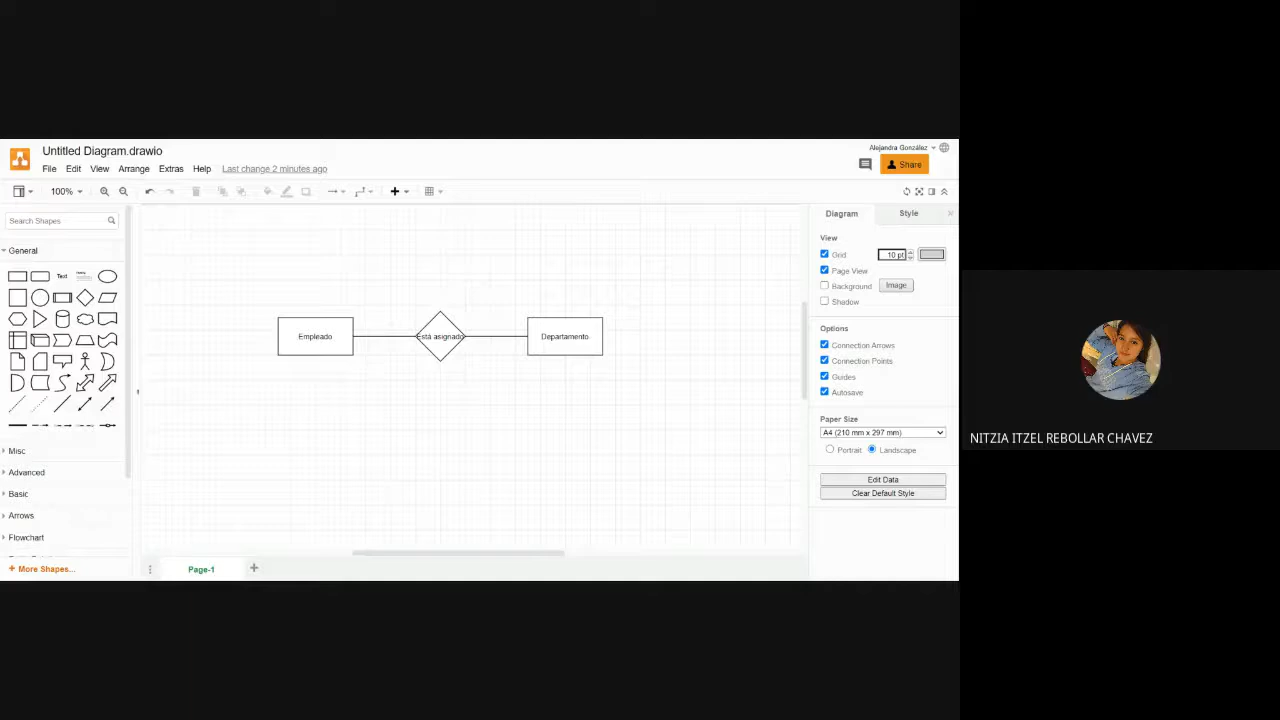 Untitled Diagram.drawio
Alejandra González
File Edit View Arrange Extras Help Last change 2 minutes ago
Share
100%
Search Shapes
Diagram Style
General
View
Grid 10 pt
Text
Page View
Background Image
Shadow
Empleado Está asignado Departamento
Options
Connection Arrows
Connection Points
Guides
Autosave
Paper Size
A4 (210 mm x 297 mm)
Portrait Landscape
NITZIA ITZEL REBOLLAR CHAVEZ
Misc
Advanced
Edit Data
Basic
Clear Default Style
Arrows
Flowchart
+ More Shapes...
Page-1